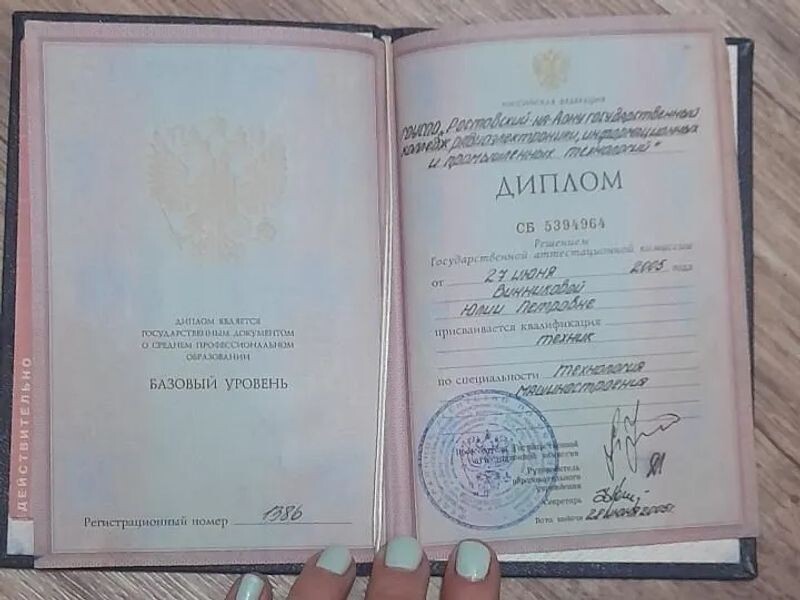 ДЕЙСТВИТЕЛЬНО
ДИПЛОМ ЯВЛЯЕТСЯ
ГОСУДАРСТВЕННЫМ ДОКУМЕНТОМ
О СРЕДНЕМ ПРОФЕССИОНАЛЬНОМ
ОБРАЗОВАНИИ
БАЗОВЫЙ УРОВЕНЬ
Регистрационный номер 1386
РОССИЙСКАЯ ФЕДЕРАЦИЯ
"Ростовский-на-Дону государственный
колледж радиоэлектроники, информационных
и промышленных технологий"
ДИПЛОМ
СБ 5394964
Решением
Государственной аттестационной комиссии
от 27 июня 2005 года
Винниковой
Юлии Петровне
присваивается квалификация
техник
по специальности технология
машиностроения
Государственной
аттестационной комиссии
Руководитель
образовательного
учреждения
Секретарь
Дата выдачи 28 июня 2005г